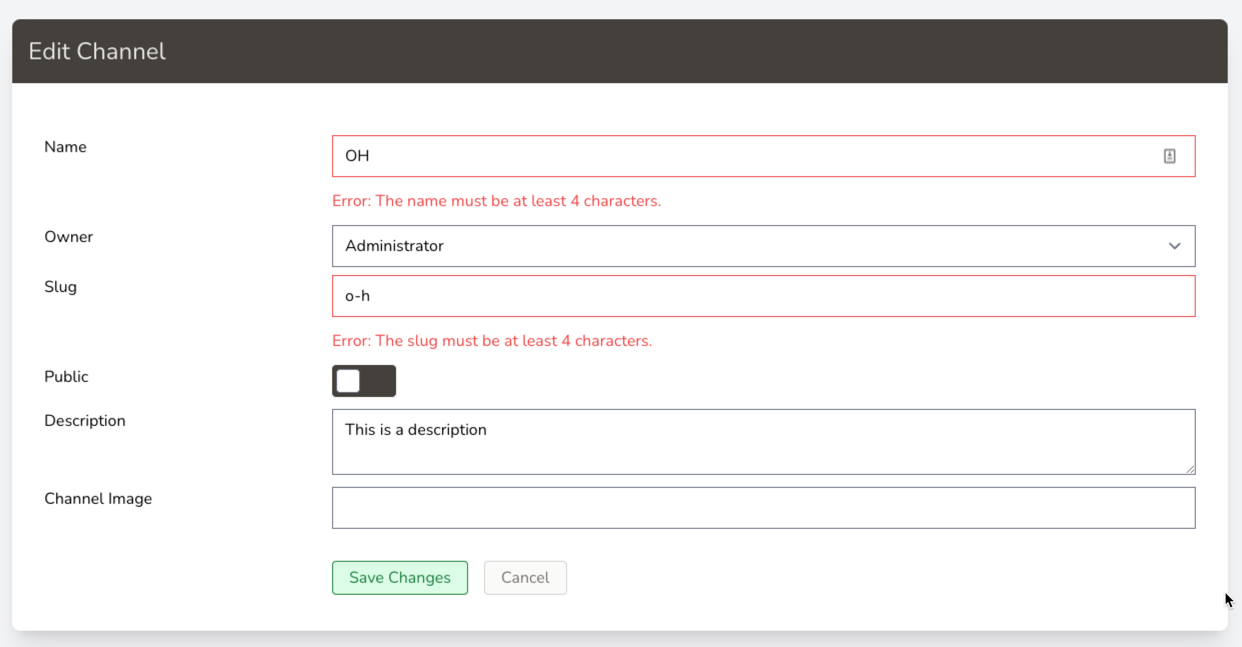 Edit Channel
Name
OH
Error: The name must be at least 4 characters.
Owner
Administrator
Slug
o-h
Error: The slug must be at least 4 characters.
Public
Description
This is a description
Channel Image
Save Changes
Cancel